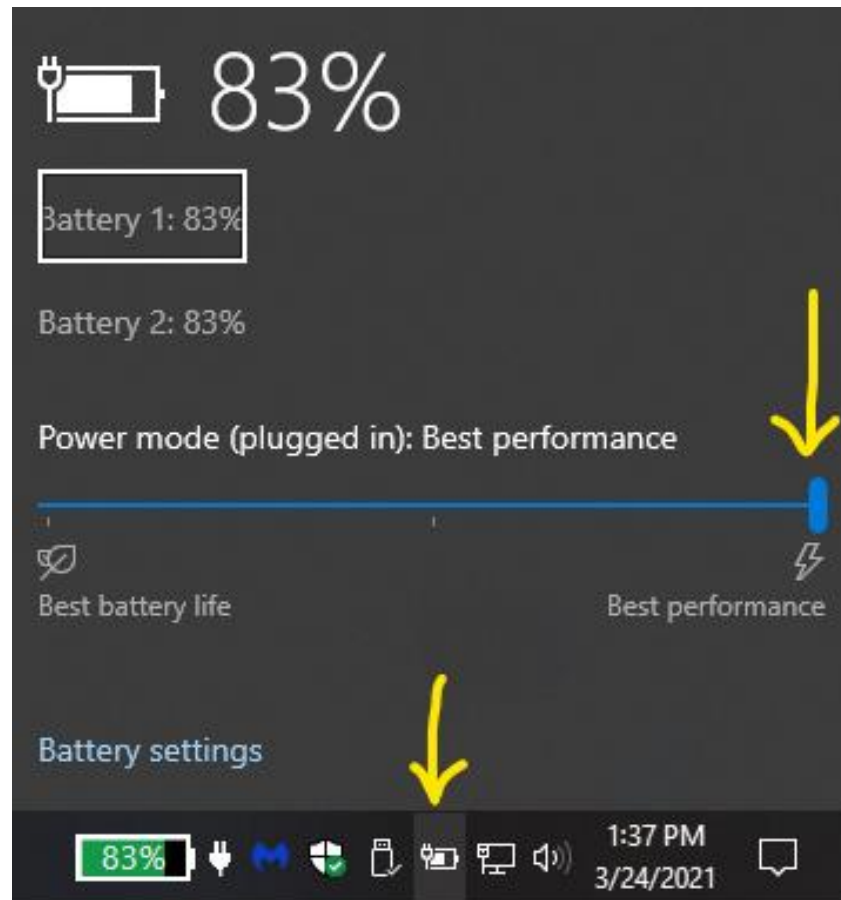 83%
Battery 1: 83%
Battery 2: 83%
Power mode (plugged in): Best performance
Best battery life
Best performance
Battery settings
83%
1:37 PM
3/24/2021